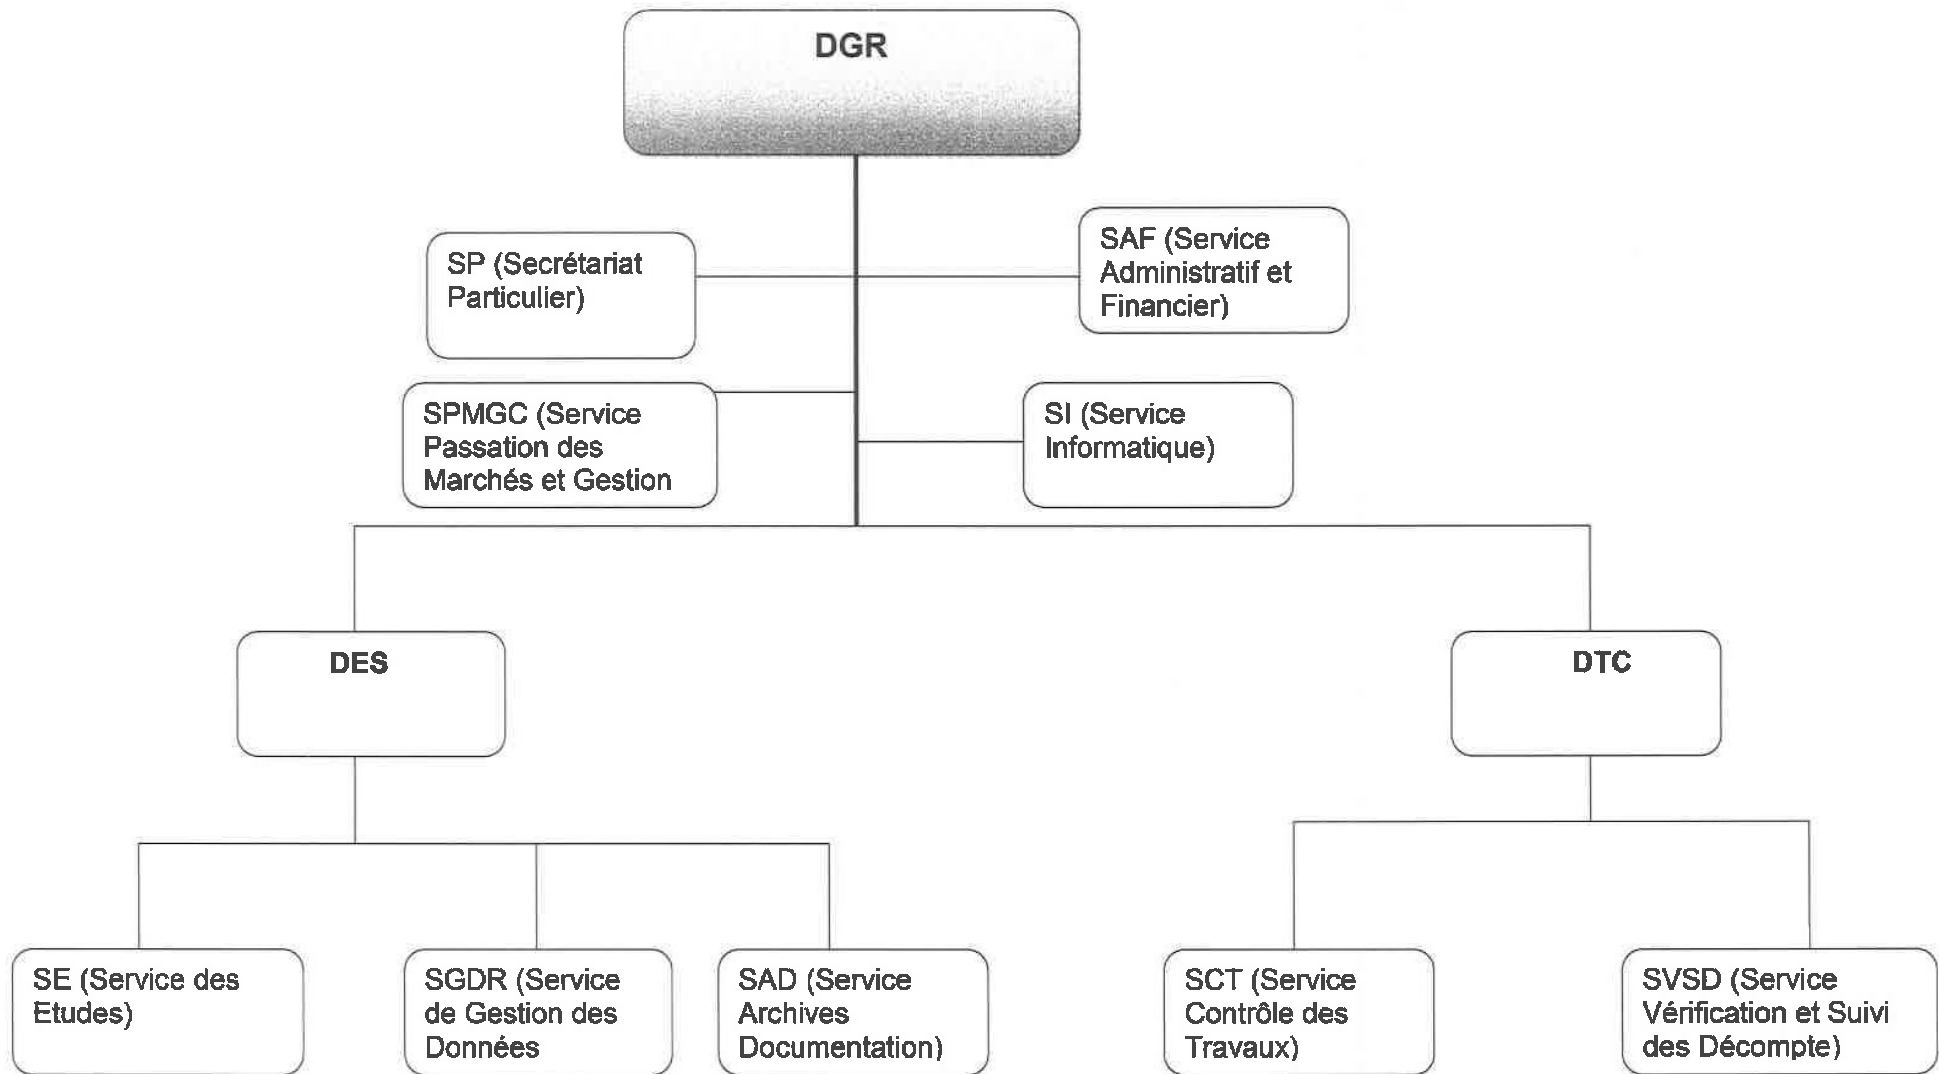 DGR
SP (Secrétariat
Particulier)
SAF (Service
Administratif et
Financier)
SPMGC (Service
Passation des
Marchés et Gestion
SI (Service
Informatique)
DES
DTC
SE (Service des
Etudes)
SGDR (Service
de Gestion des
Données
SAD (Service
Archives
Documentation)
SCT (Service
Contrôle des
Travaux)
SVSD (Service
Vérification et Suivi
des Décompte)